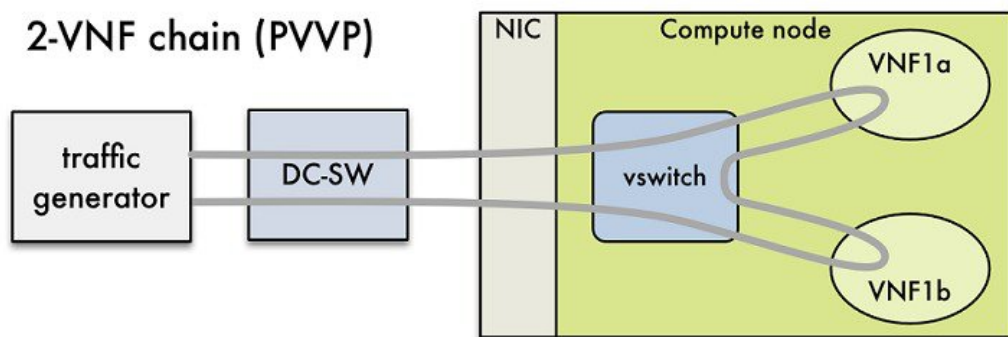 2-VNF chain (PVVP)
NIC
Compute node
VNF1a
traffic
generator
DC-SW
vswitch
VNF1b